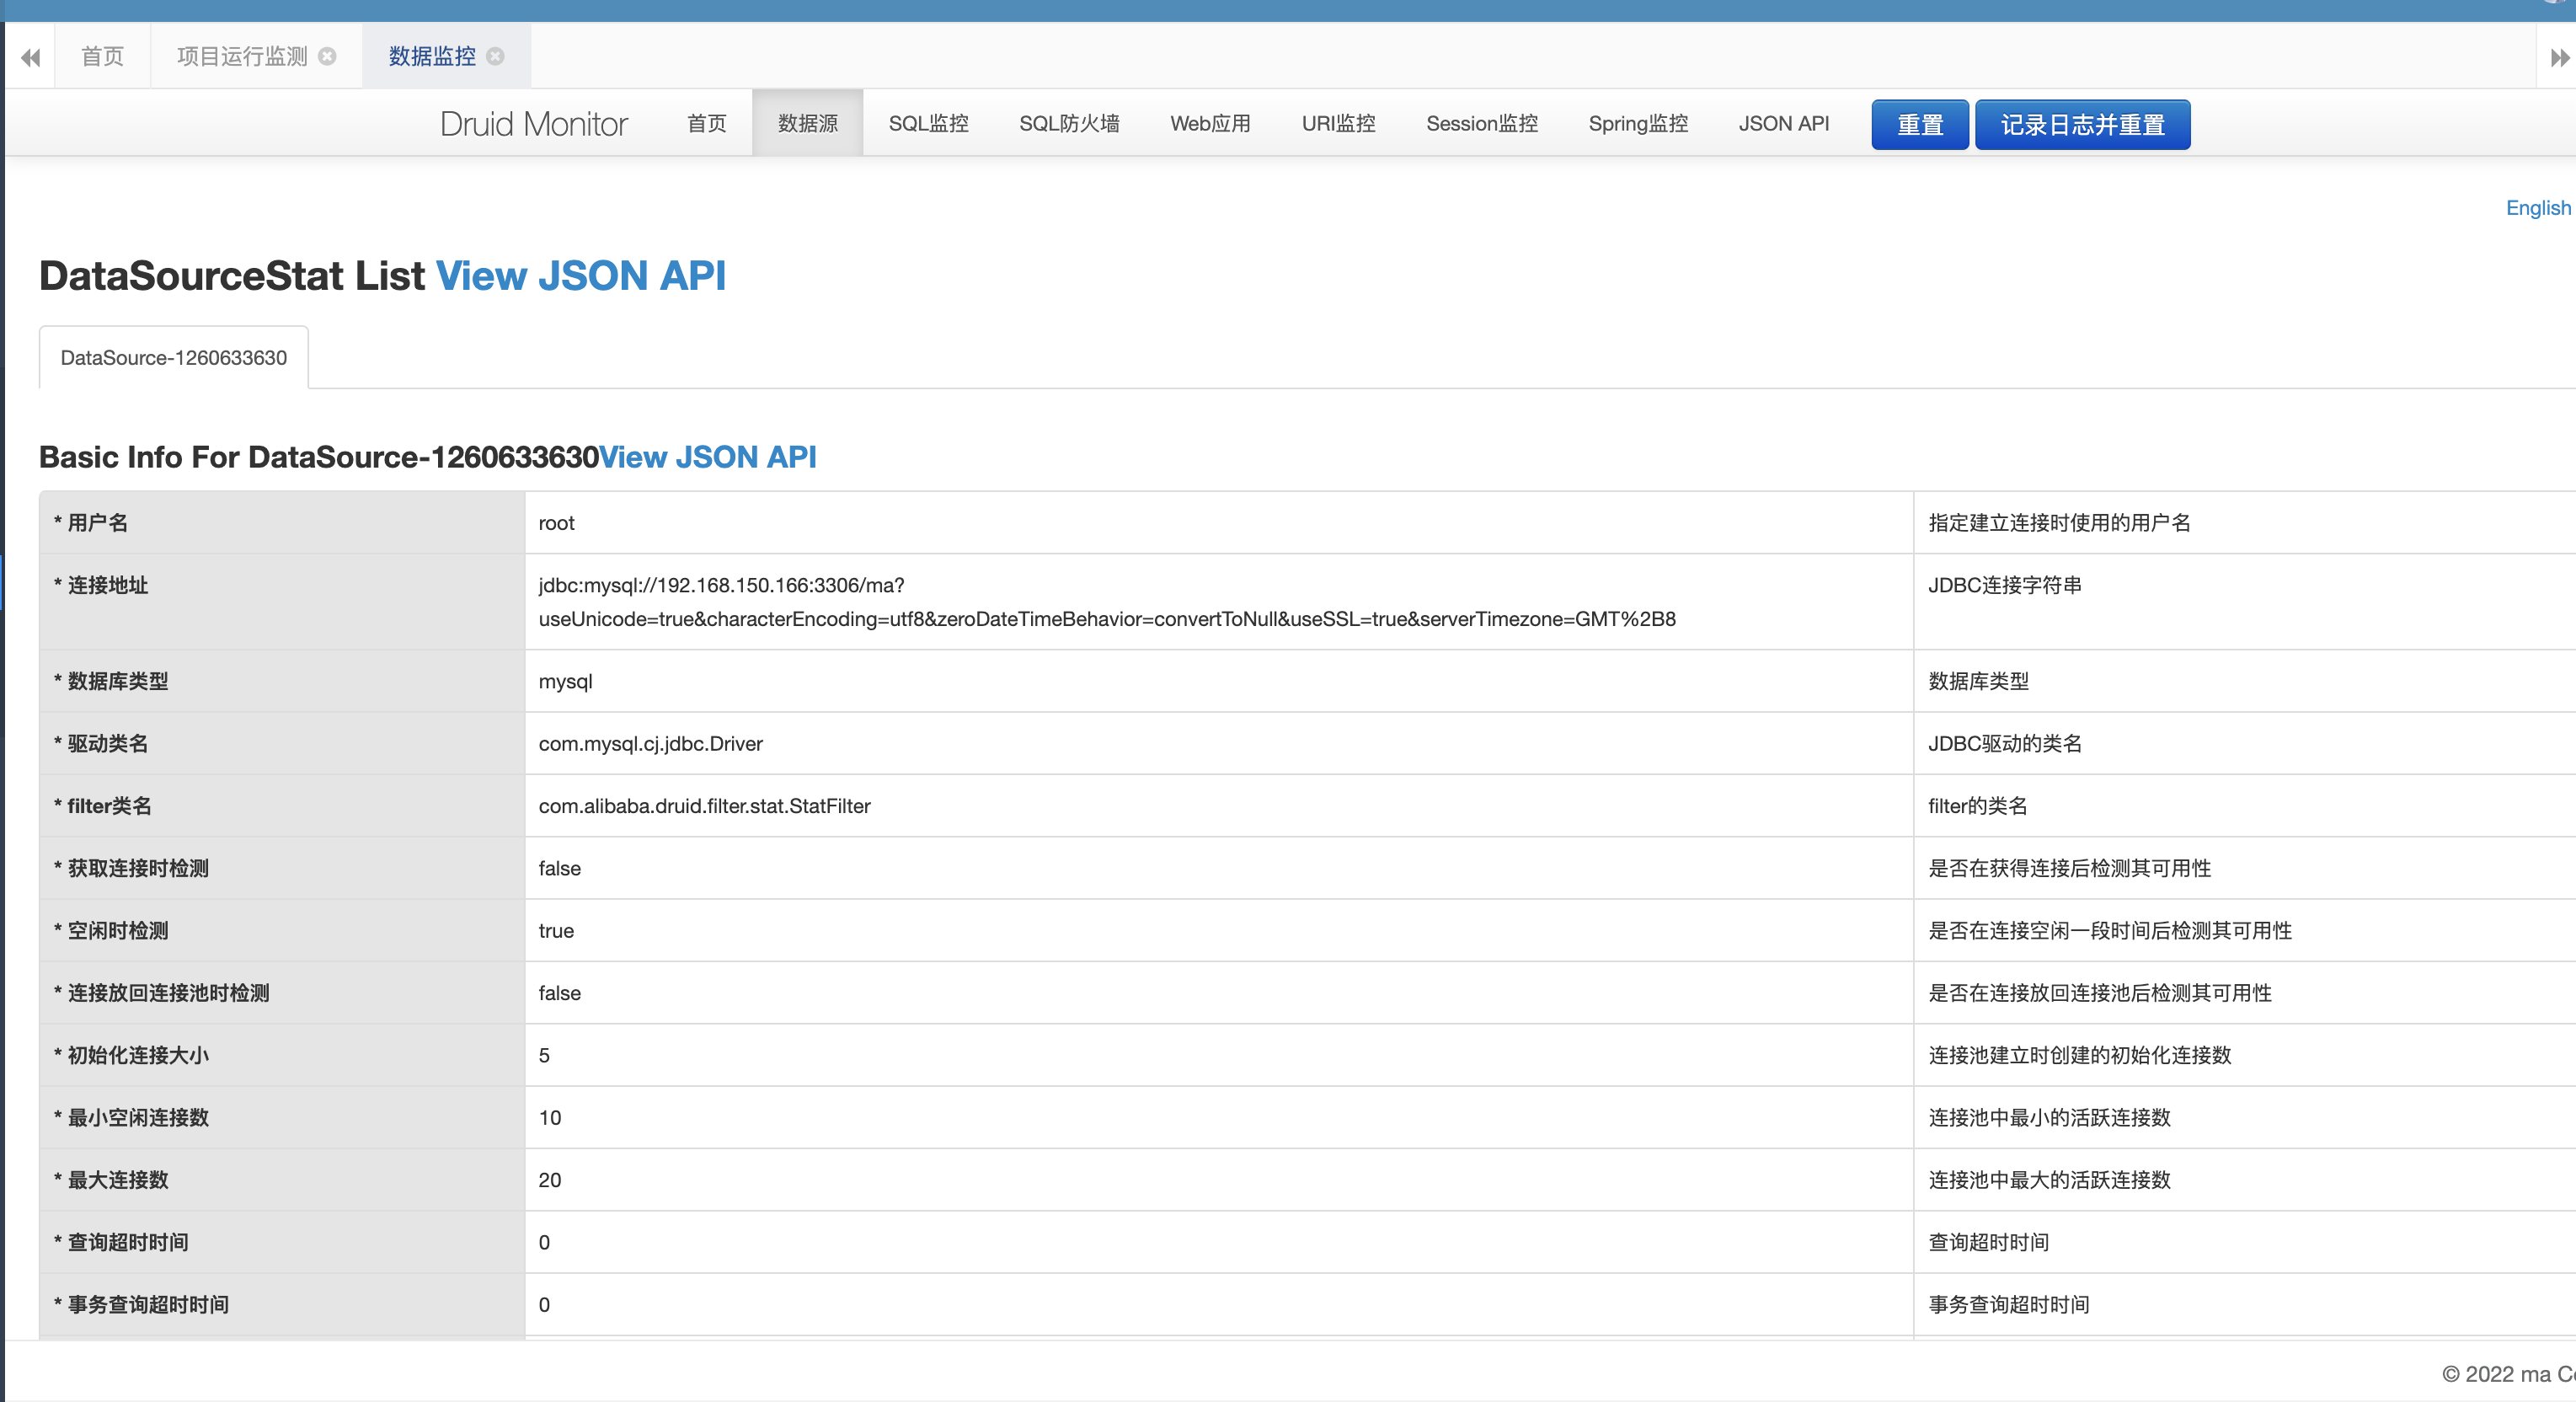 首页
项目运行监测
数据监控
Druid Monitor
首页
数据源
SQL监控
SQL防火墙
Web应用
URI监控
Session监控
Spring监控
JSON API
重置
记录日志并重置
English
DataSourceStat List View JSON API
DataSource-1260633630
Basic Info For DataSource-1260633630View JSON API
* 用户名
root
指定建立连接时使用的用户名
* 连接地址
jdbc:mysql://192.168.150.166:3306/ma?
useUnicode=true&characterEncoding=utf8&zeroDateTimeBehavior=convertToNull&useSSL=true&serverTimezone=GMT%2B8
JDBC连接字符串
* 数据库类型
mysql
数据库类型
* 驱动类名
com.mysql.cj.jdbc.Driver
JDBC驱动的类名
* filter类名
com.alibaba.druid.filter.stat.StatFilter
filter的类名
* 获取连接时检测
false
是否在获得连接后检测其可用性
* 空闲时检测
true
是否在连接空闲一段时间后检测其可用性
* 连接放回连接池时检测
false
是否在连接放回连接池后检测其可用性
* 初始化连接大小
5
连接池建立时创建的初始化连接数
* 最小空闲连接数
10
连接池中最小的活跃连接数
* 最大连接数
20
连接池中最大的活跃连接数
* 查询超时时间
0
查询超时时间
* 事务查询超时时间
0
事务查询超时时间
© 2022 ma